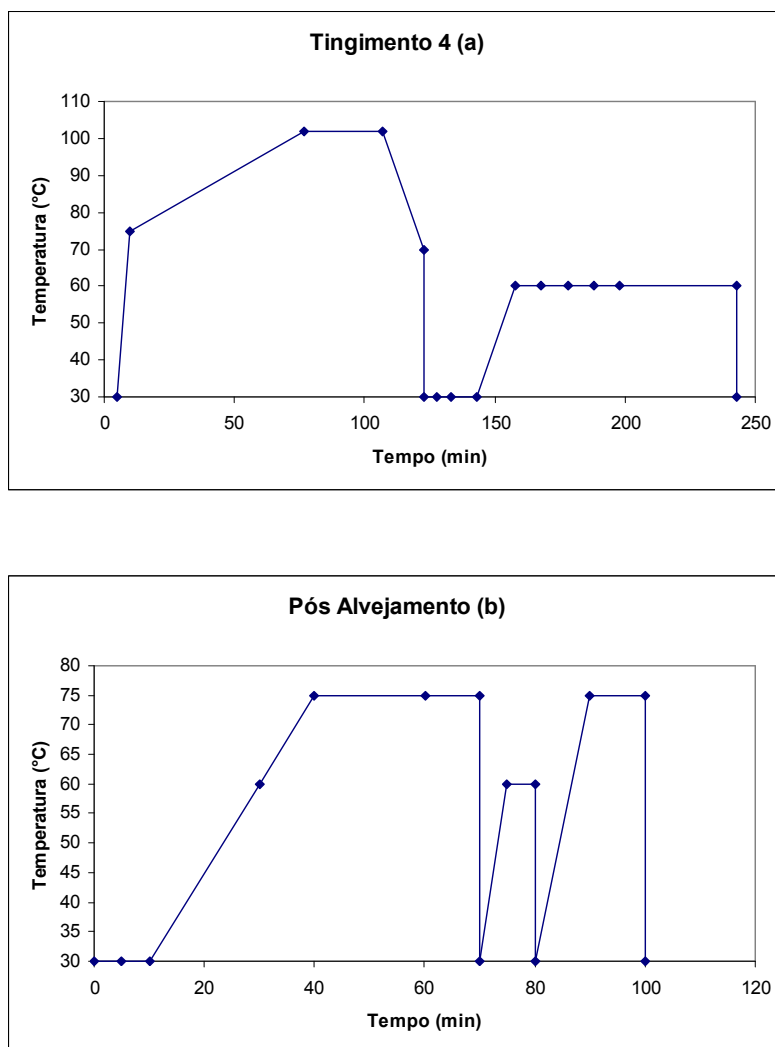 Tingimento 4 (a)
110
100
90
80
70
60
50
40
30
Temperatura (°C)
0 50 100 150 200 250
Tempo (min)
Pós Alvejamento (b)
80
75
70
65
60
55
50
45
40
35
30
Temperatura (°C)
0 20 40 60 80 100 120
Tempo (min)